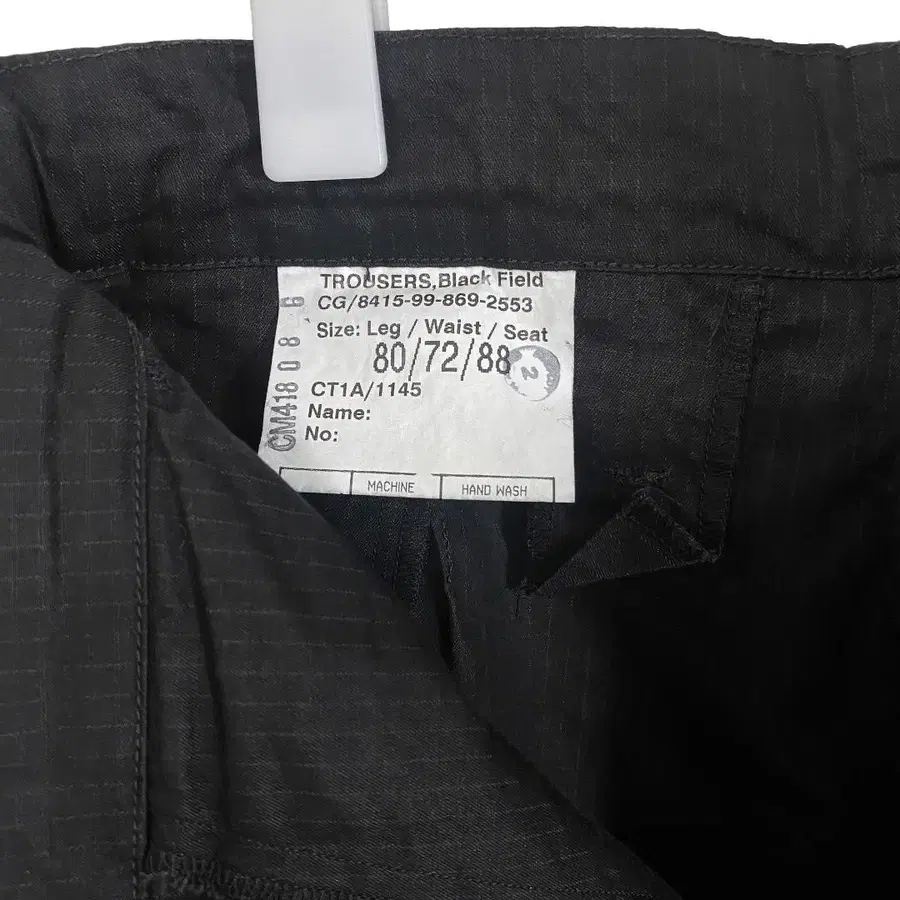 TROUSERS,Black Field
CG/8415-99-869-2553
Size: Leg / Waist / Seat
80/72/88
2
CT1A/1145
Name:
No:
CM418 0 8 6
MACHINE
HAND WASH